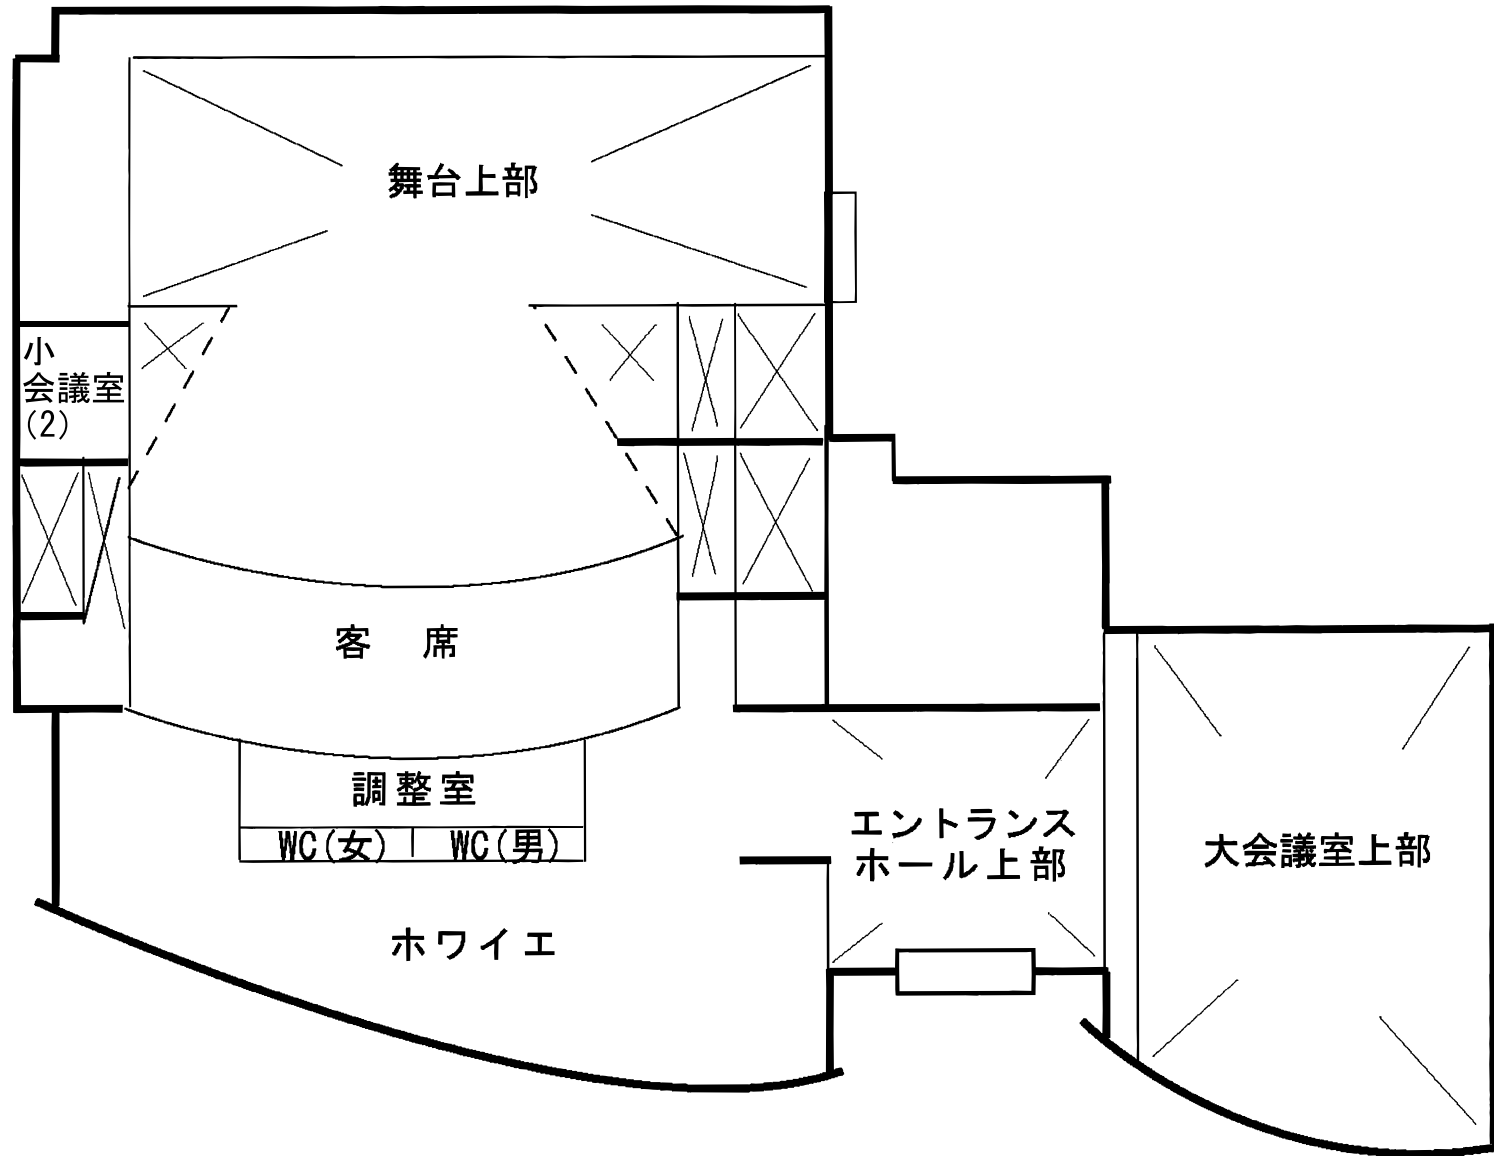 舞台上部
小
会議室
(2)
客 席
調整室
WC(女) WC(男)
エントランス
ホール上部
大会議室上部
ホワイエ